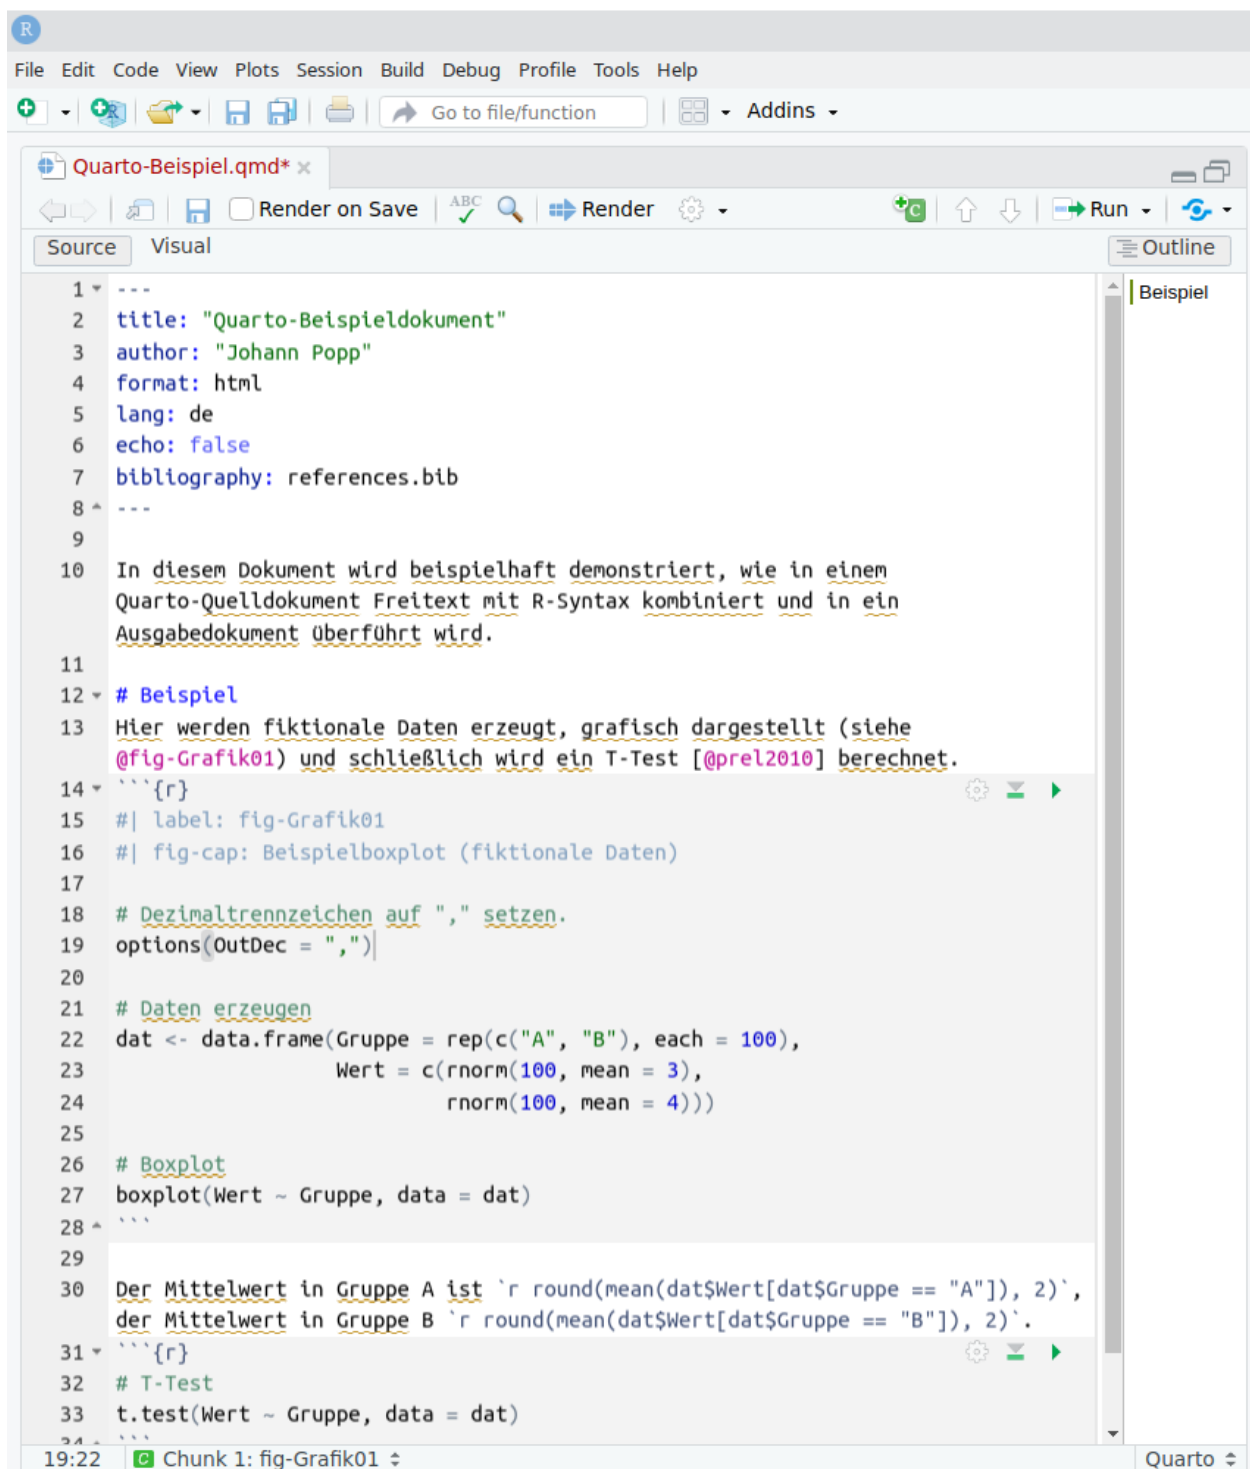 R
File Edit Code View Plots Session Build Debug Profile Tools Help
R Go to file/function Addins
Quarto-Beispiel.qmd*
Render on Save ABC Render C Run
Source Visual Outline
Beispiel
1 ---
2 title: "Quarto-Beispieldokument"
3 author: "Johann Popp"
4 format: html
5 lang: de
6 echo: false
7 bibliography: references.bib
8 ---
9
10 In diesem Dokument wird beispielhaft demonstriert, wie in einem
Quarto-Quelldokument Freitext mit R-Syntax kombiniert und in ein
Ausgabedokument überführt wird.
11
12 # Beispiel
13 Hier werden fiktionale Daten erzeugt, grafisch dargestellt (siehe
@fig-Grafik01) und schließlich wird ein T-Test [@prel2010] berechnet.
14 ```{r}
15 #| label: fig-Grafik01
16 #| fig-cap: Beispielboxplot (fiktionale Daten)
17
18 # Dezimaltrennzeichen auf "," setzen.
19 options(OutDec = ",")
20
21 # Daten erzeugen
22 dat <- data.frame(Gruppe = rep(c("A", "B"), each = 100),
23 Wert = c(rnorm(100, mean = 3),
24 rnorm(100, mean = 4)))
25
26 # Boxplot
27 boxplot(Wert ~ Gruppe, data = dat)
28 ```
29
30 Der Mittelwert in Gruppe A ist `r round(mean(dat$Wert[dat$Gruppe == "A"]), 2)`,
der Mittelwert in Gruppe B `r round(mean(dat$Wert[dat$Gruppe == "B"]), 2)`.
31 ```{r}
32 # T-Test
33 t.test(Wert ~ Gruppe, data = dat)
34 ```
19:22 C Chunk 1: fig-Grafik01 Quarto